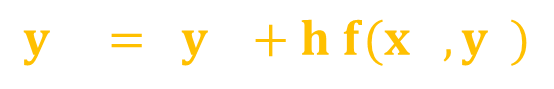 y = y + h f(x , y )